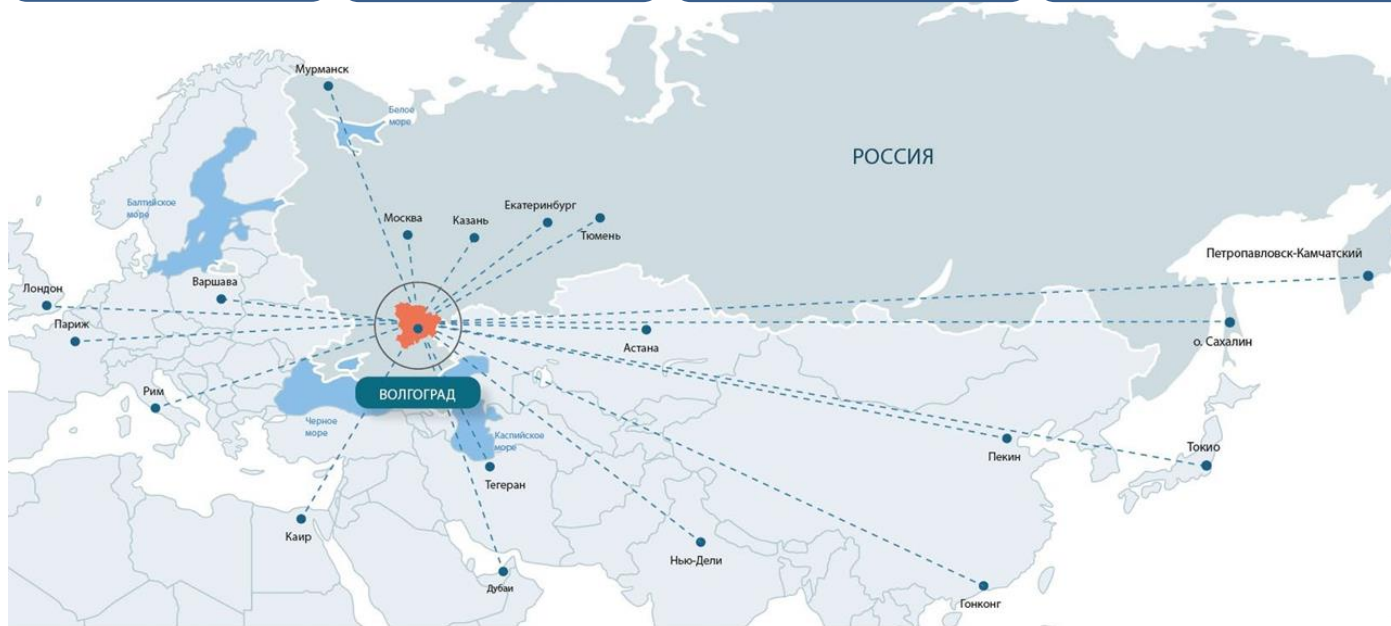 Мурманск
Белое
море
РОССИЯ
Балтийское
море
Москва
Казань
Екатеринбург
Тюмень
Петропавловск-Камчатский
Лондон
Варшава
Париж
Астана
о. Сахалин
Рим
ВОЛГОГРАД
Черное
море
Каспийское
море
Пекин
Токио
Тегеран
Каир
Нью-Дели
Дубаи
Гонконг